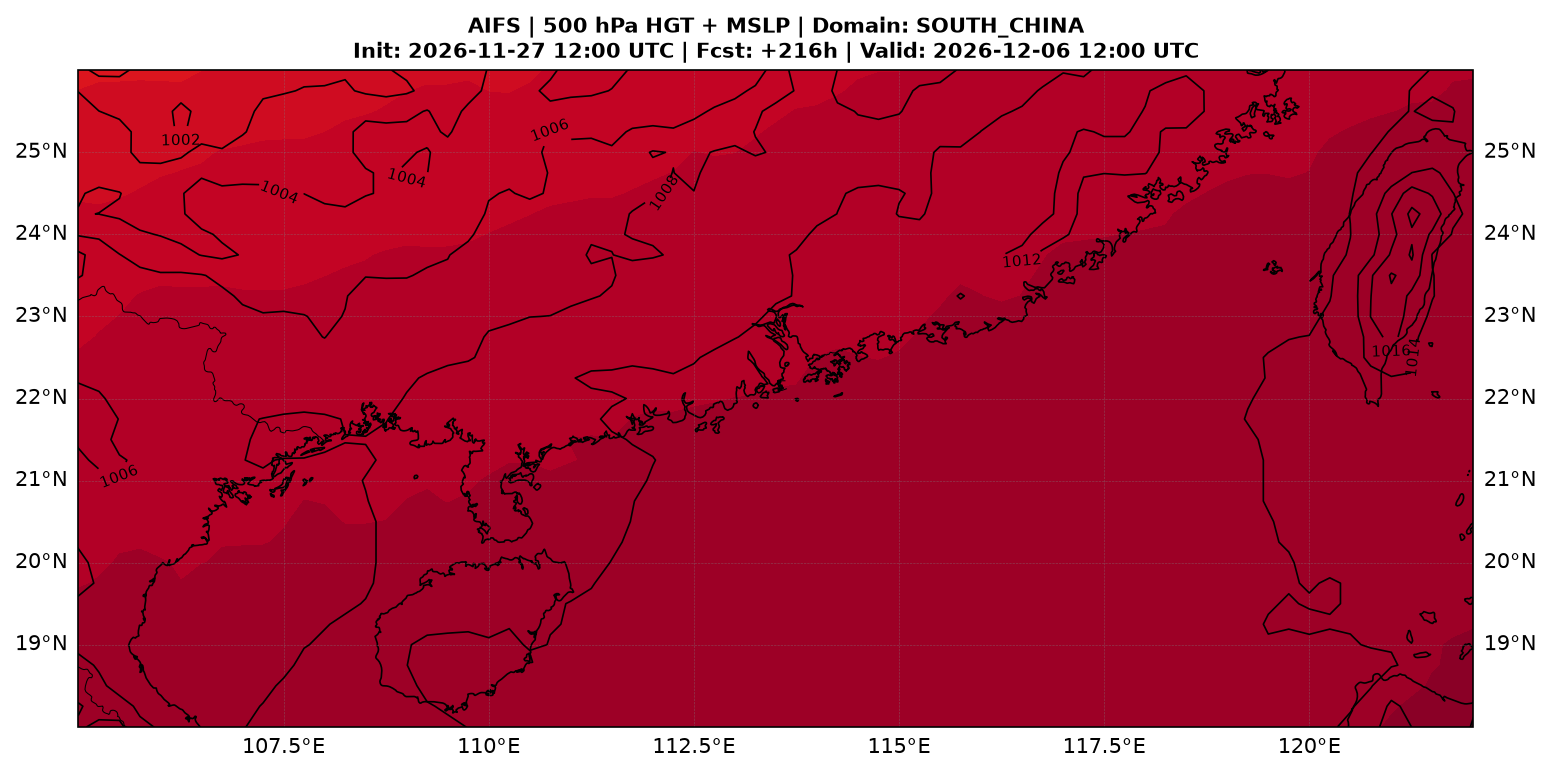 AIFS | 500 hPa HGT + MSLP | Domain: SOUTH_CHINA
Init: 2026-11-27 12:00 UTC | Fcst: +216h | Valid: 2026-12-06 12:00 UTC
1002
1006
25°N
25°N
1004
1004
1008
24°N
24°N
1012
23°N
23°N
1016
1014
22°N
22°N
1006
21°N
21°N
20°N
20°N
19°N
19°N
107.5°E
110°E
112.5°E
115°E
117.5°E
120°E